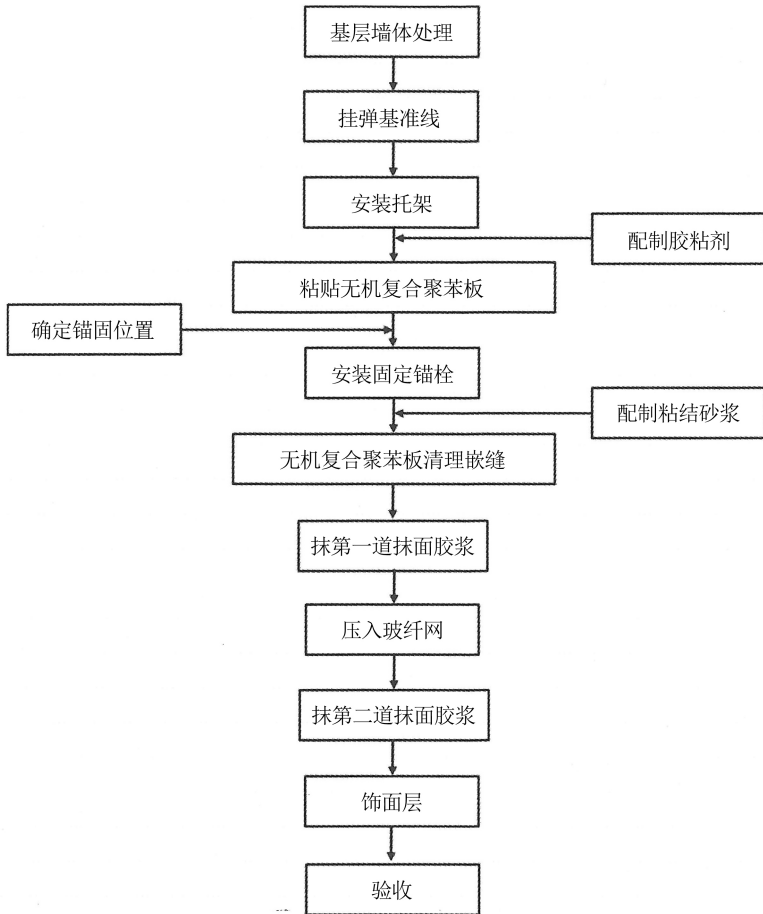 基层墙体处理
挂弹基准线
安装托架
配制胶粘剂
粘贴无机复合聚苯板
确定锚固位置
安装固定锚栓
配制粘结砂浆
无机复合聚苯板清理嵌缝
抹第一道抹面胶浆
压入玻纤网
抹第二道抹面胶浆
饰面层
验收